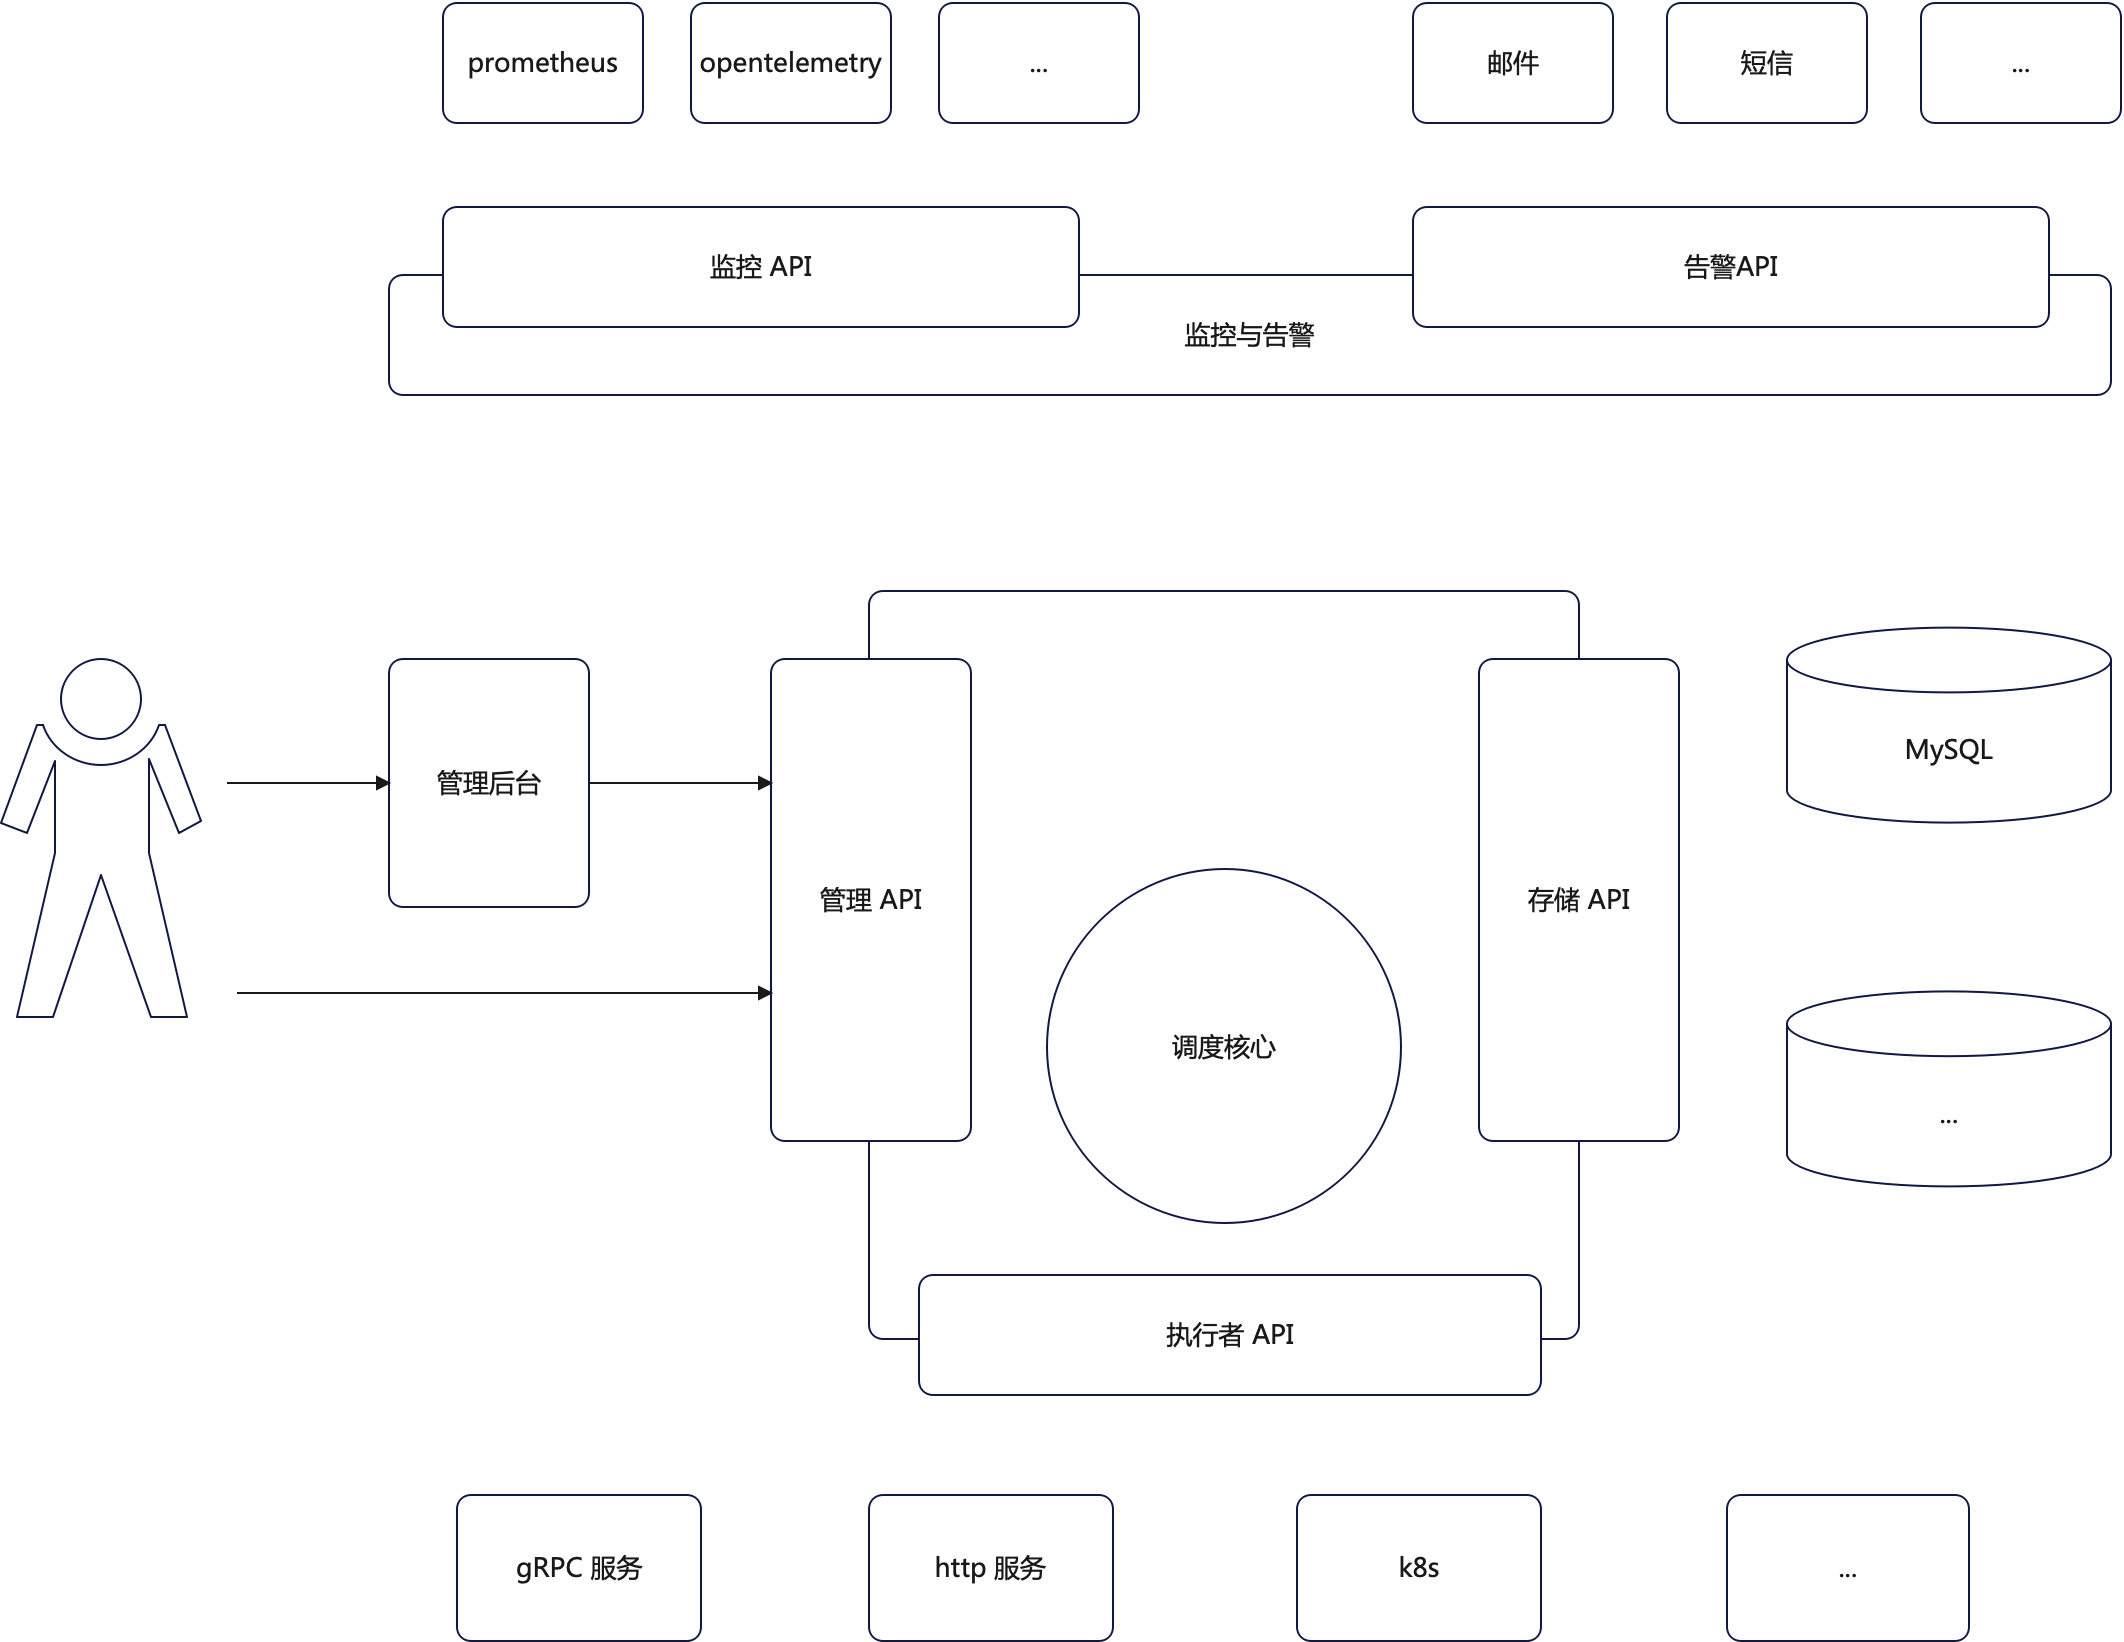 prometheus
opentelemetry
...
邮件
短信
...
监控 API
告警API
监控与告警
管理后台
管理 API
存储 API
MySQL
调度核心
...
执行者 API
gRPC 服务
http 服务
k8s
...